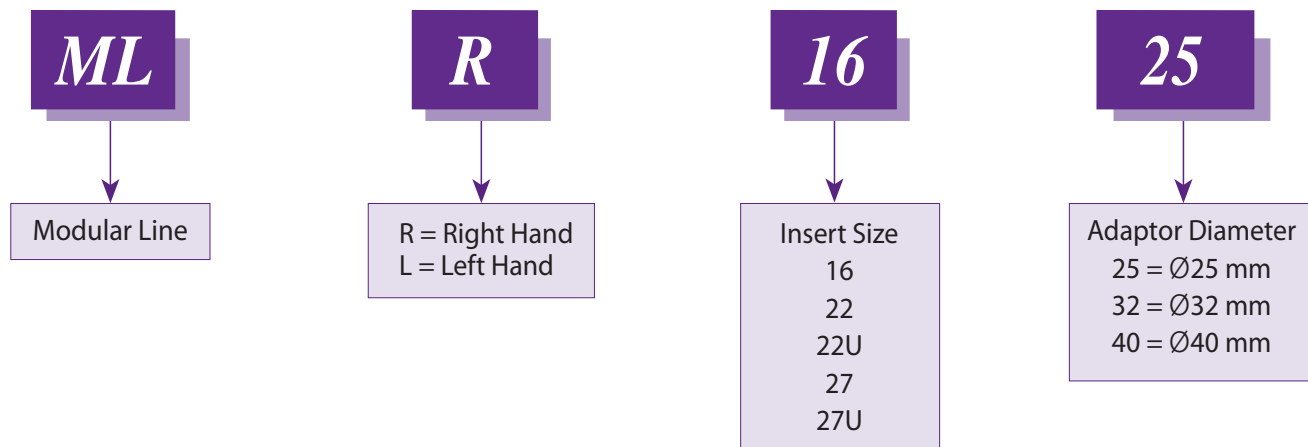 ML
R
16
25
Modular Line
R = Right Hand
L = Left Hand
Insert Size
16
22
22U
27
27U
Adaptor Diameter
25 = Ø25 mm
32 = Ø32 mm
40 = Ø40 mm